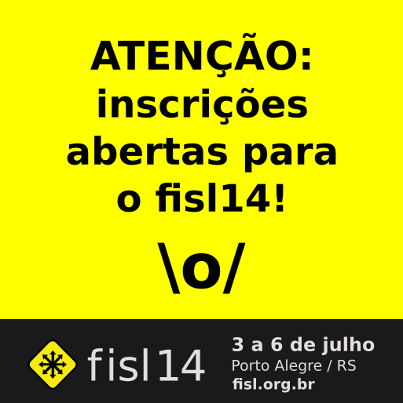 ATENÇÃO:
inscrições
abertas para
o fisl14!
\o/
fisl14
3 a 6 de julho
Porto Alegre / RS
fisl.org.br